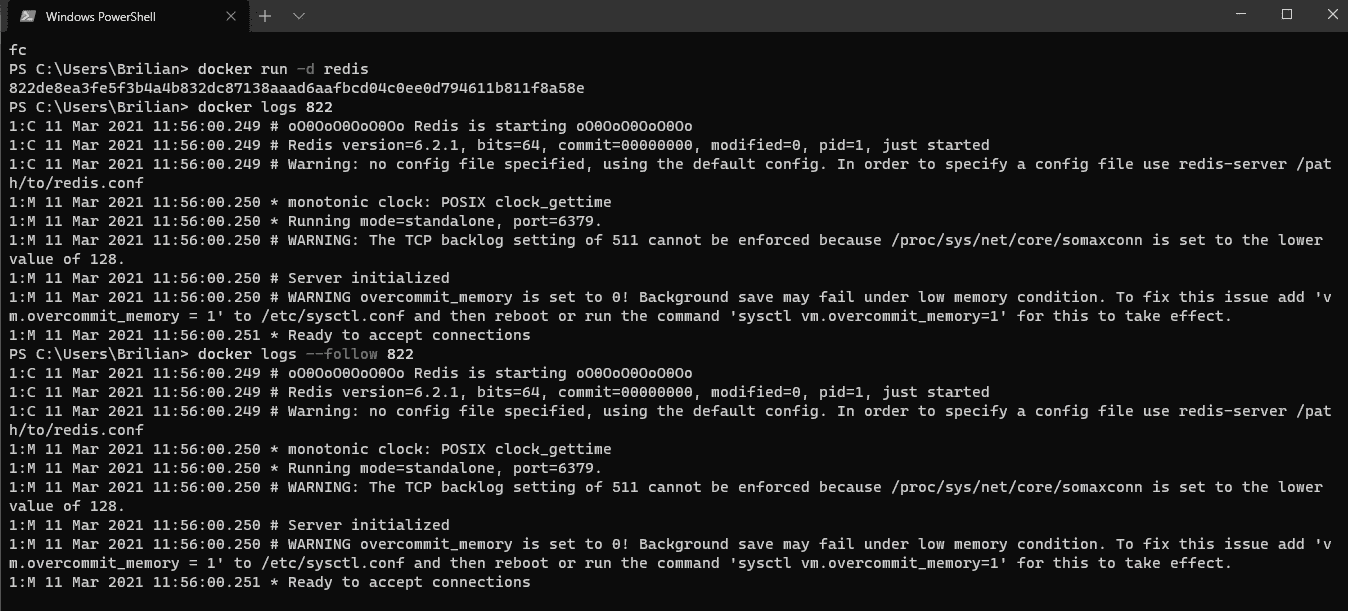 Windows PowerShell
fc
PS C:\Users\Brilian> docker run -d redis
822de8ea3fe5f3b4a4b832dc87138aaad6aafbcd04c0ee0d794611b811f8a58e
PS C:\Users\Brilian> docker logs 822
1:C 11 Mar 2021 11:56:00.249 # oO0OoO0OoO0Oo Redis is starting oO0OoO0OoO0Oo
1:C 11 Mar 2021 11:56:00.249 # Redis version=6.2.1, bits=64, commit=00000000, modified=0, pid=1, just started
1:C 11 Mar 2021 11:56:00.249 # Warning: no config file specified, using the default config. In order to specify a config file use redis-server /pat
h/to/redis.conf
1:M 11 Mar 2021 11:56:00.250 * monotonic clock: POSIX clock_gettime
1:M 11 Mar 2021 11:56:00.250 * Running mode=standalone, port=6379.
1:M 11 Mar 2021 11:56:00.250 # WARNING: The TCP backlog setting of 511 cannot be enforced because /proc/sys/net/core/somaxconn is set to the lower
value of 128.
1:M 11 Mar 2021 11:56:00.250 # Server initialized
1:M 11 Mar 2021 11:56:00.250 # WARNING overcommit_memory is set to 0! Background save may fail under low memory condition. To fix this issue add 'v
m.overcommit_memory = 1' to /etc/sysctl.conf and then reboot or run the command 'sysctl vm.overcommit_memory=1' for this to take effect.
1:M 11 Mar 2021 11:56:00.251 * Ready to accept connections
PS C:\Users\Brilian> docker logs --follow 822
1:C 11 Mar 2021 11:56:00.249 # oO0OoO0OoO0Oo Redis is starting oO0OoO0OoO0Oo
1:C 11 Mar 2021 11:56:00.249 # Redis version=6.2.1, bits=64, commit=00000000, modified=0, pid=1, just started
1:C 11 Mar 2021 11:56:00.249 # Warning: no config file specified, using the default config. In order to specify a config file use redis-server /pat
h/to/redis.conf
1:M 11 Mar 2021 11:56:00.250 * monotonic clock: POSIX clock_gettime
1:M 11 Mar 2021 11:56:00.250 * Running mode=standalone, port=6379.
1:M 11 Mar 2021 11:56:00.250 # WARNING: The TCP backlog setting of 511 cannot be enforced because /proc/sys/net/core/somaxconn is set to the lower
value of 128.
1:M 11 Mar 2021 11:56:00.250 # Server initialized
1:M 11 Mar 2021 11:56:00.250 # WARNING overcommit_memory is set to 0! Background save may fail under low memory condition. To fix this issue add 'v
m.overcommit_memory = 1' to /etc/sysctl.conf and then reboot or run the command 'sysctl vm.overcommit_memory=1' for this to take effect.
1:M 11 Mar 2021 11:56:00.251 * Ready to accept connections